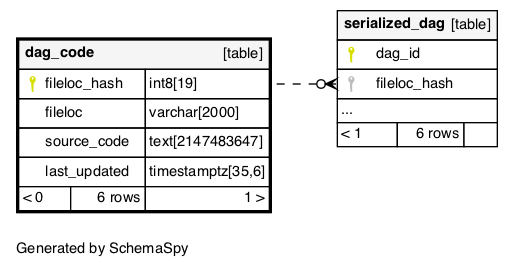 dag_code [table]
fileloc_hash int8[19]
fileloc varchar[2000]
source_code text[2147483647]
last_updated timestamptz[35,6]
< 0 6 rows 1 >
serialized_dag [table]
dag_id
fileloc_hash
...
< 1 6 rows
Generated by SchemaSpy